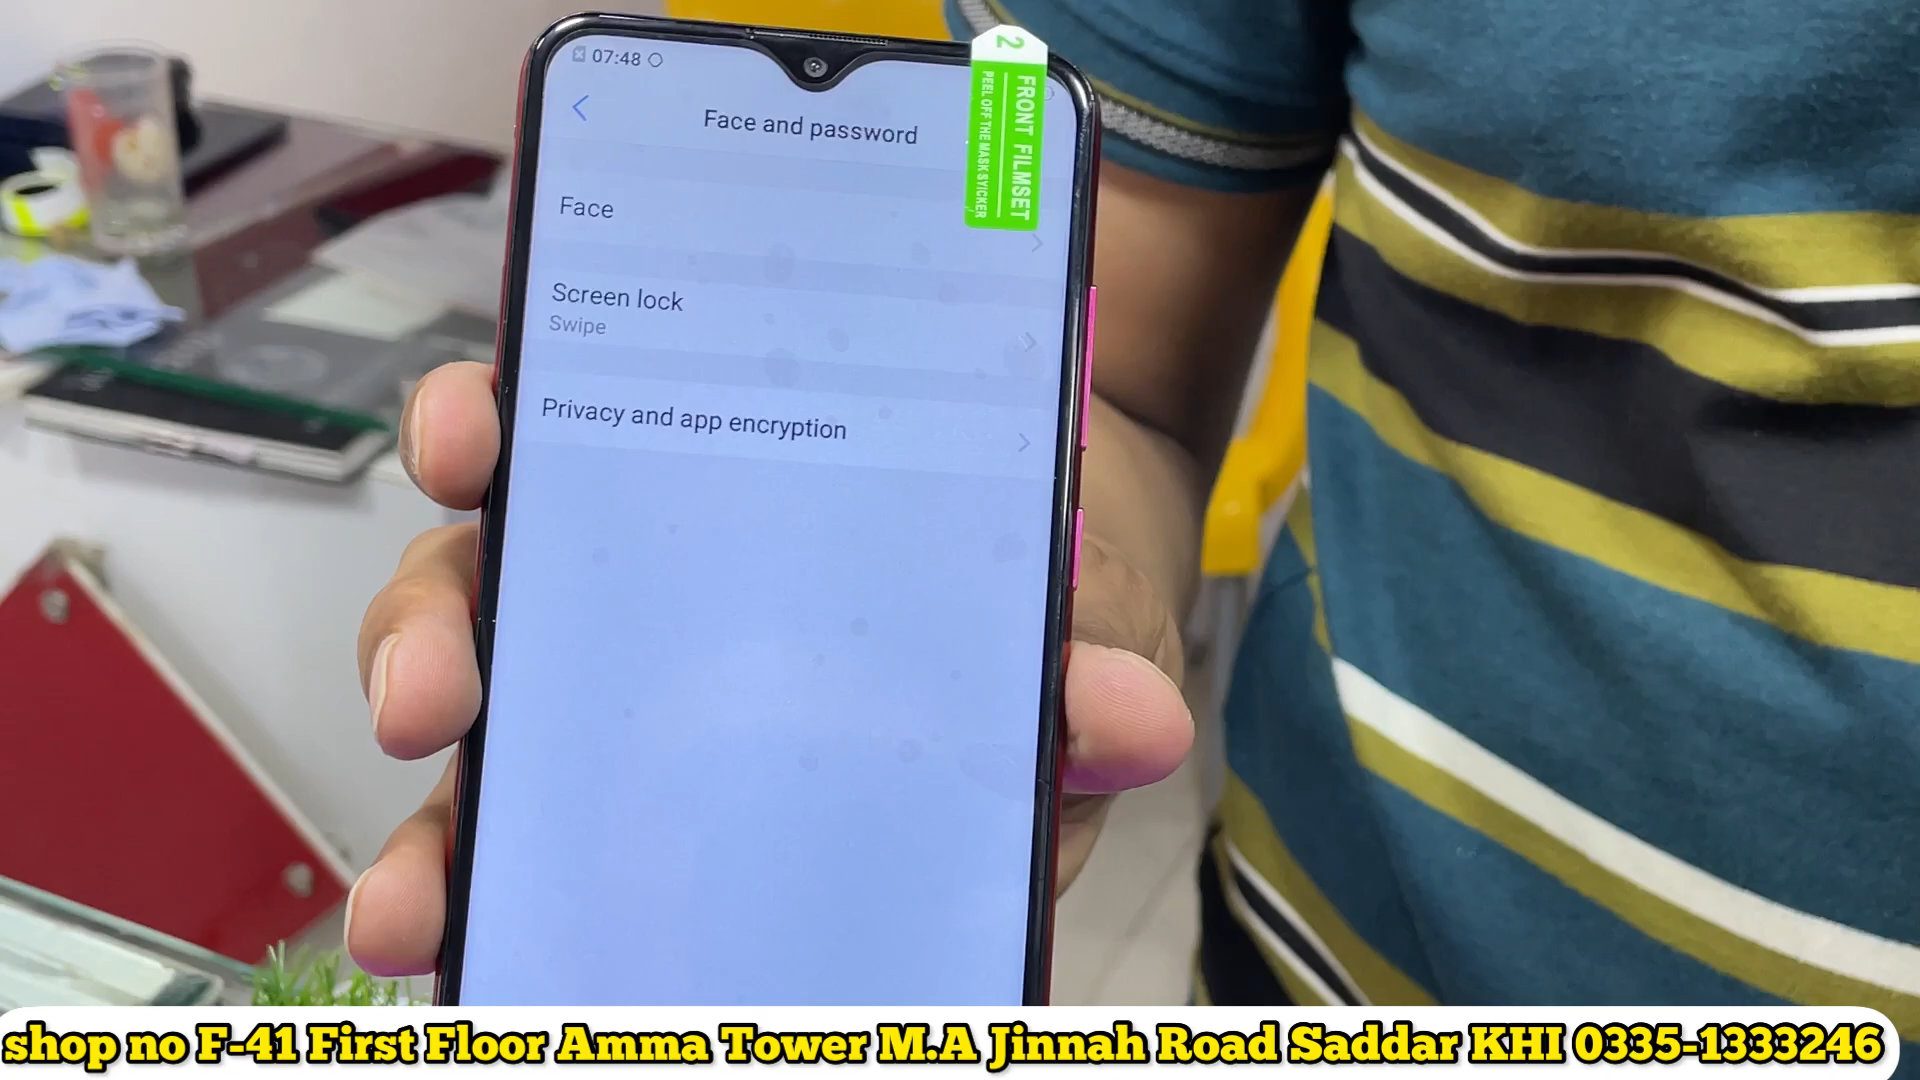 07:48
Face and password
2
FRONT FILMSET
PEEL OFF THE MASK SYICKER
Face
Screen lock
Swipe
Privacy and app encryption
shop no F-41 First Floor Amma Tower M.A Jinnah Road Saddar KHI 0335-1333246